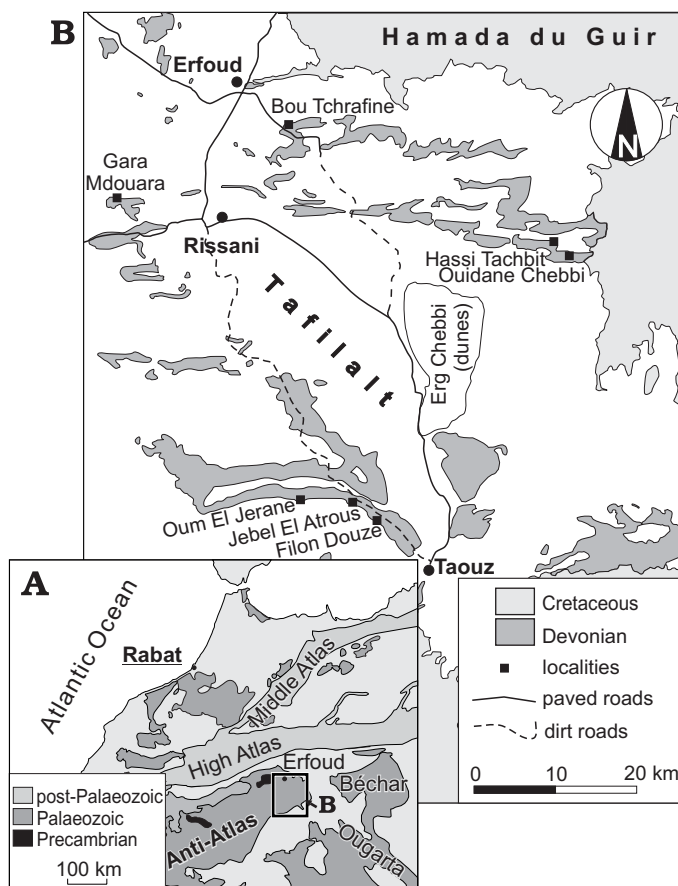 B
Hamada du Guir
Erfoud
Bou Tchrafine
N
Gara
Mdouara
Rissani
Hassi Tachbit
Ouidane Chebbi
Tafilalt
Erg Chebbi
(dunes)
Oum El Jerane
Jebel El Atrous
Filon Douze
Taouz
A
Atlantic Ocean
Rabat
Middle Atlas
High Atlas
Erfoud
Béchar
B
Anti-Atlas
Ougarta
post-Palaeozoic
Palaeozoic
Precambrian
100 km
Cretaceous
Devonian
localities
paved roads
dirt roads
0 10 20 km